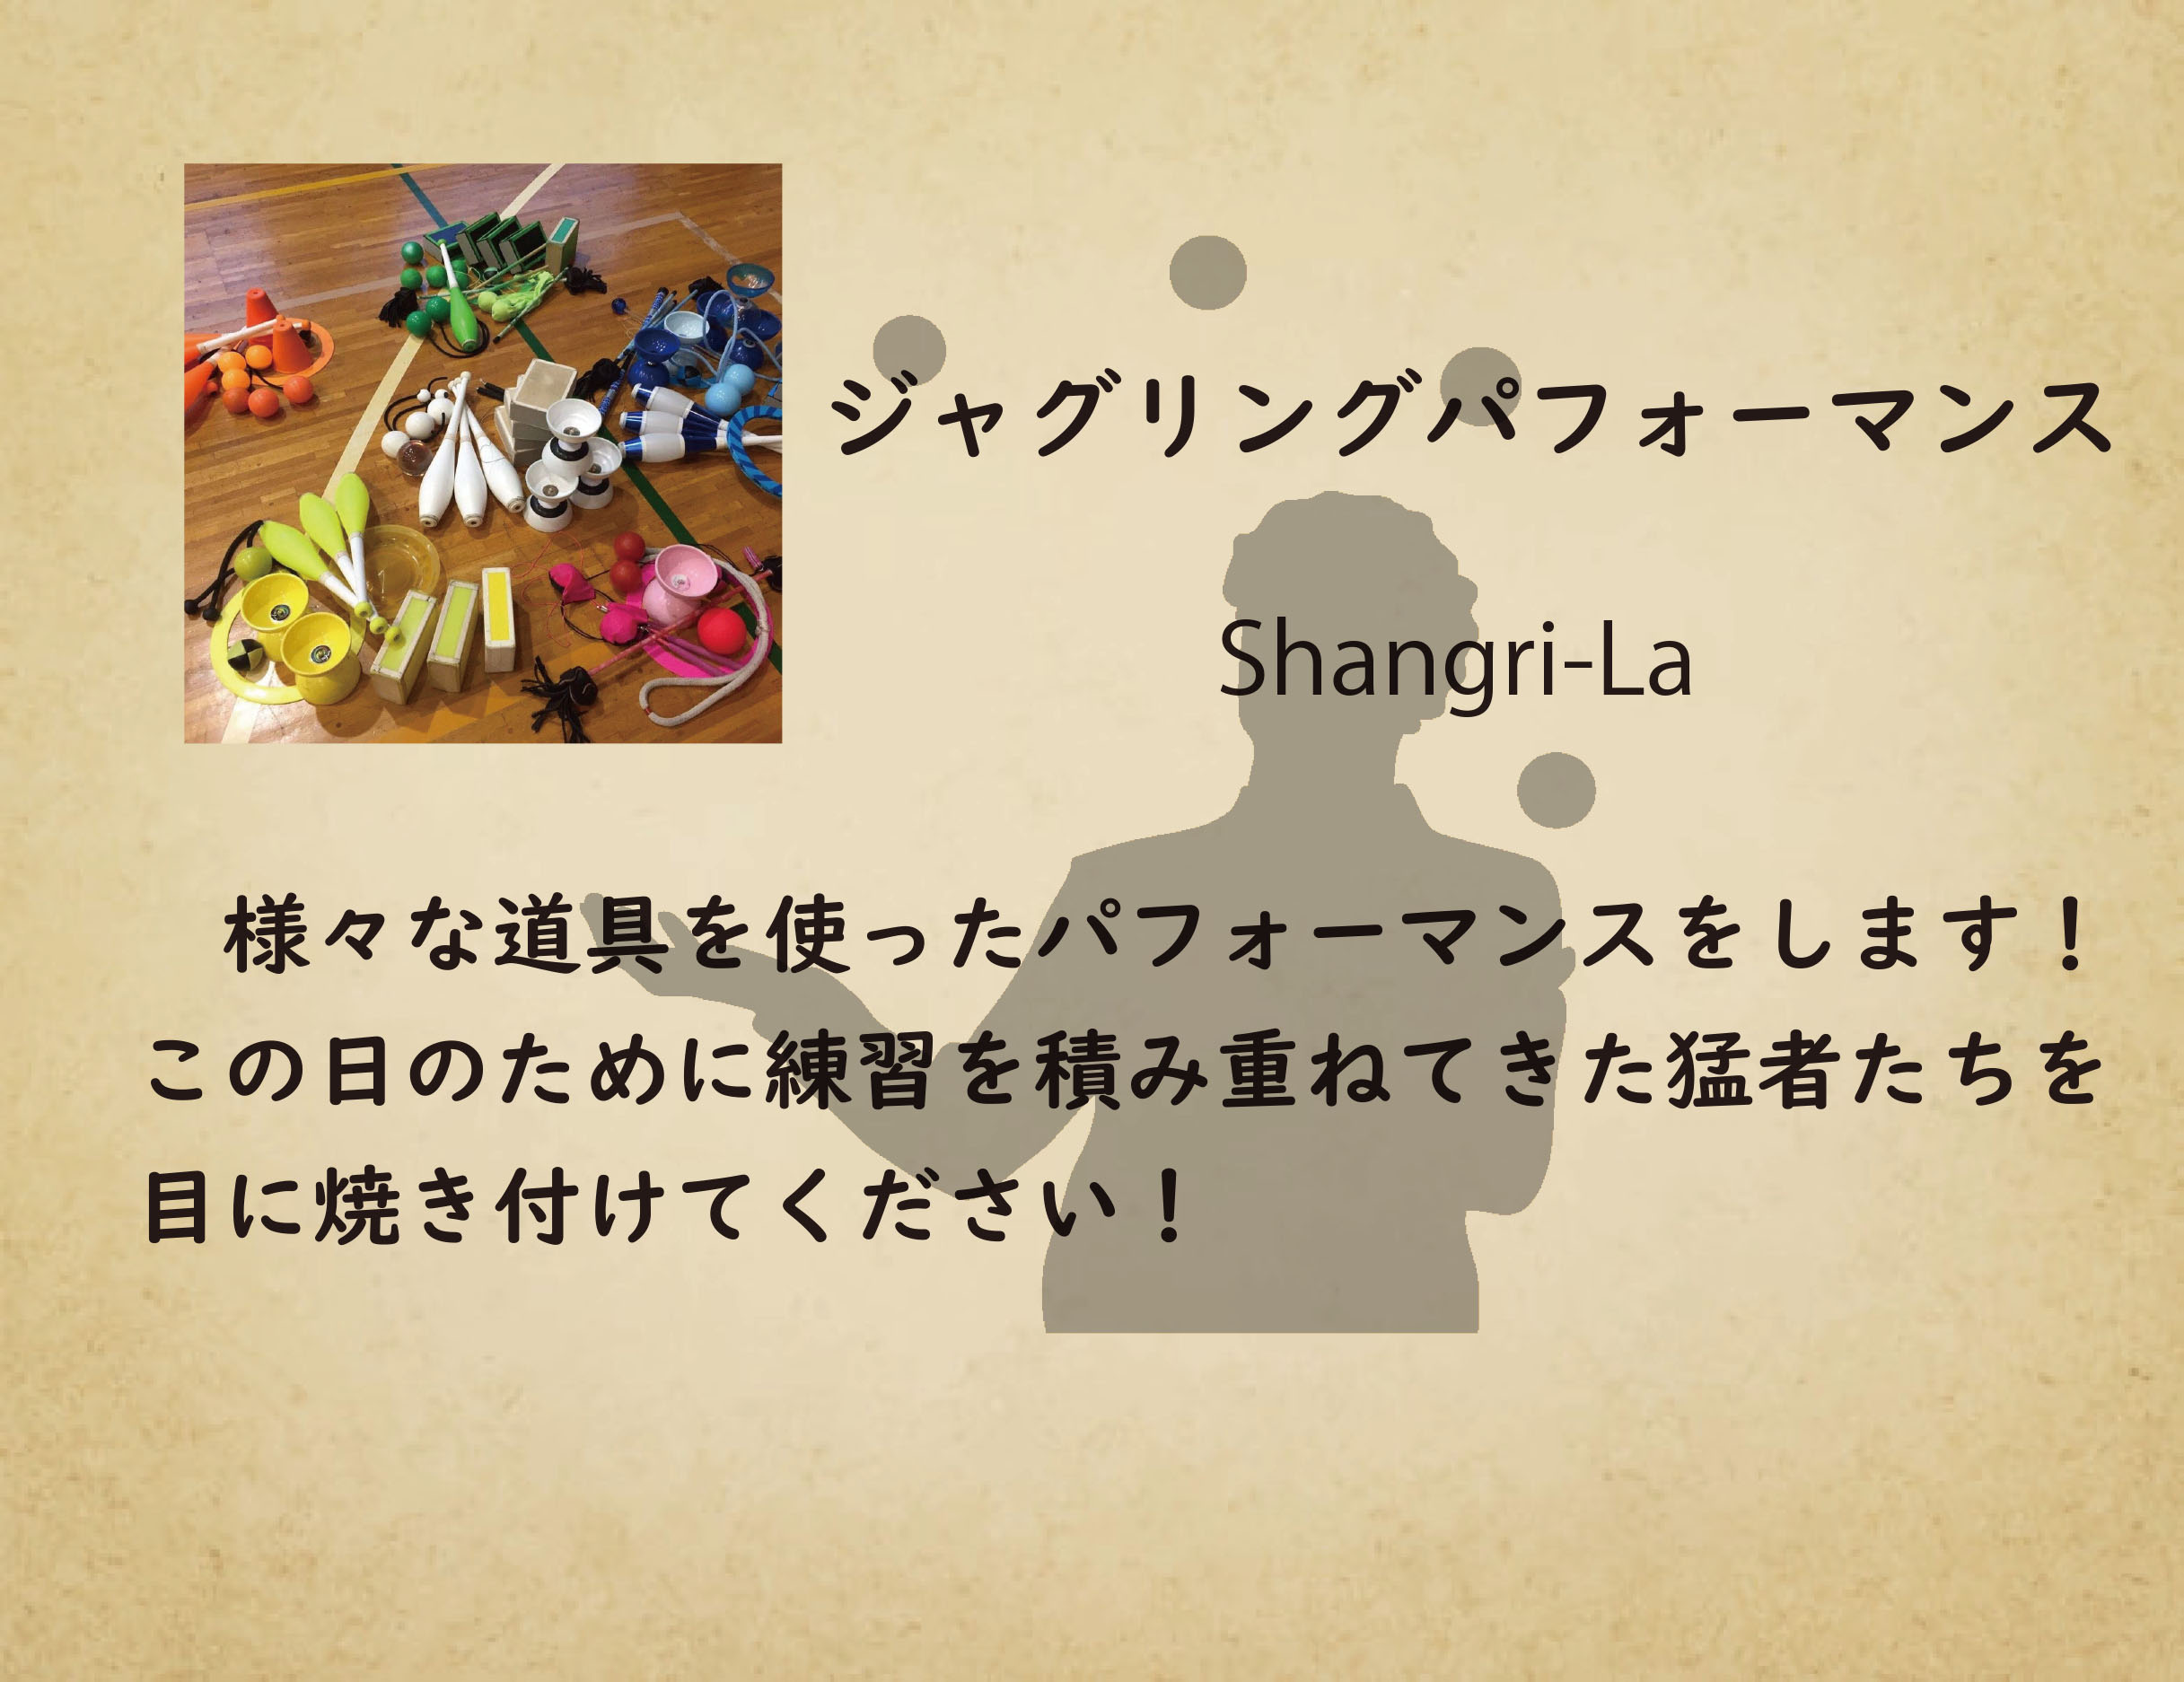 ジャグリングパフォーマンス
Shangri-La
様々な道具を使ったパフォーマンスをします！
この日のために練習を積み重ねてきた猛者たちを
目に焼き付けてください！